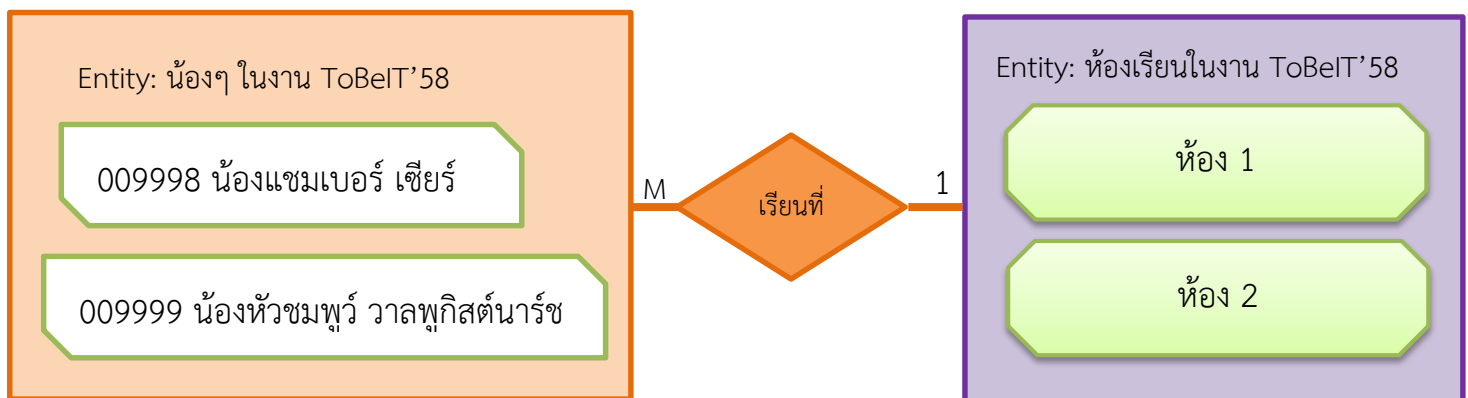 Entity: น้องๆ ในงาน ToBeIT’58
009998 น้องแชมเบอร์ เซียร์
009999 น้องหัวชมพูว์ วาลพูกิสต์นาร์ช
M
เรียนที่
1
Entity: ห้องเรียนในงาน ToBeIT’58
ห้อง 1
ห้อง 2